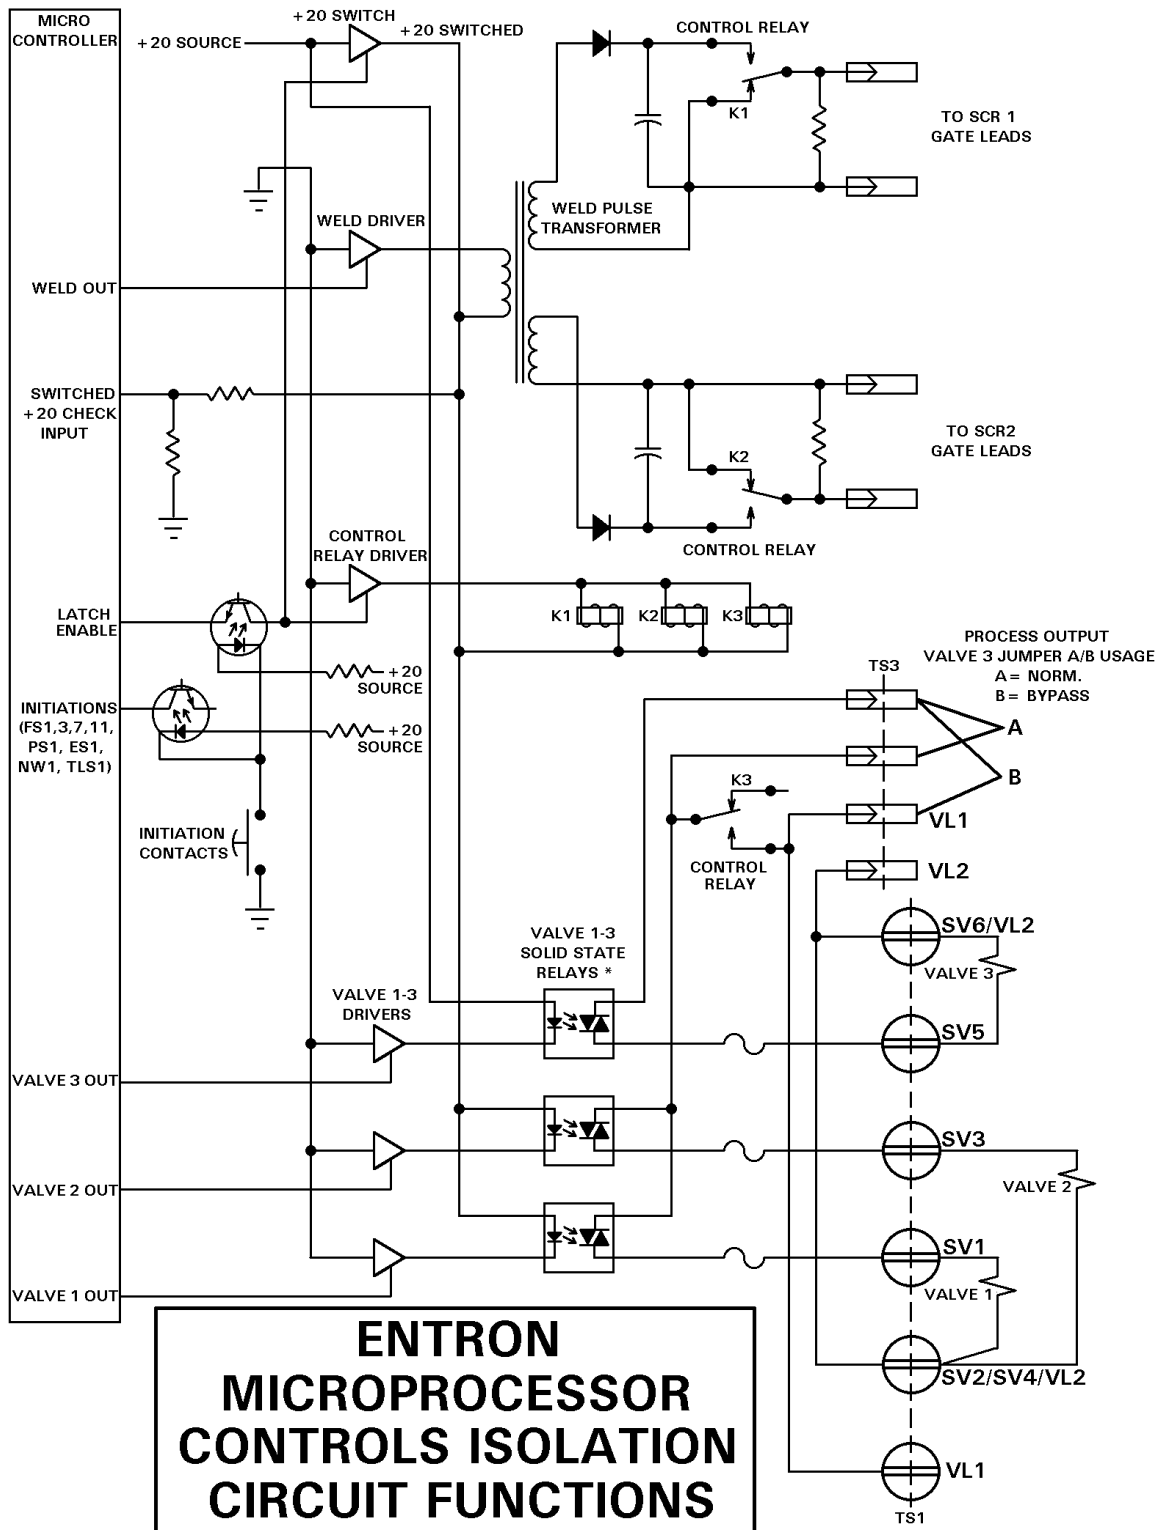 MICRO
CONTROLLER
+20 SWITCH
+20 SOURCE
+20 SWITCHED
CONTROL RELAY
K1
TO SCR 1
GATE LEADS
WELD DRIVER
WELD PULSE
TRANSFORMER
WELD OUT
SWITCHED
+20 CHECK
INPUT
K2
TO SCR2
GATE LEADS
CONTROL RELAY
CONTROL
RELAY DRIVER
LATCH
ENABLE
K1
K2
K3
+20
SOURCE
INITIATIONS
(FS1,3,7,11,
PS1, ES1,
NW1, TLS1)
+20
SOURCE
PROCESS OUTPUT
VALVE 3 JUMPER A/B USAGE
A= NORM.
B= BYPASS
TS3
A
B
K3
VL1
CONTROL
RELAY
VL2
INITIATION
CONTACTS
VALVE 1-3
SOLID STATE
RELAYS *
SV6/VL2
VALVE 3
VALVE 1-3
DRIVERS
SV5
VALVE 3 OUT
SV3
VALVE 2
VALVE 2 OUT
SV1
VALVE 1
VALVE 1 OUT
SV2/SV4/VL2
VL1
TS1
ENTRON
MICROPROCESSOR
CONTROLS ISOLATION
CIRCUIT FUNCTIONS